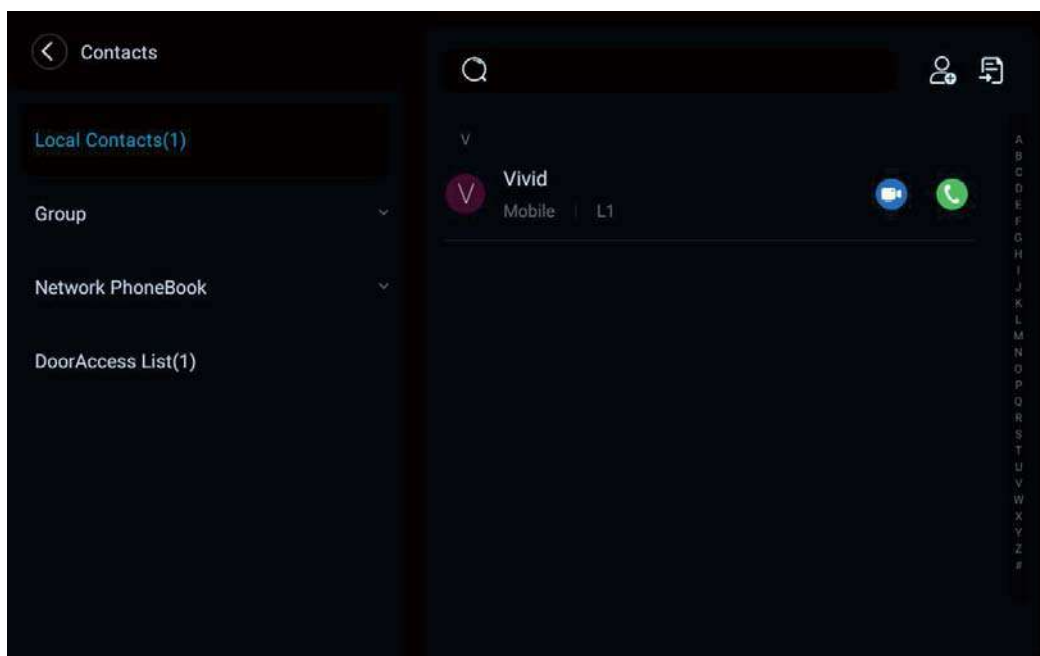 Contacts
Local Contacts(1)
Group
Network PhoneBook
DoorAccess List(1)
V
V
Vivid
Mobile | L1
A
B
C
D
E
F
G
H
I
J
K
L
M
N
O
P
Q
R
S
T
U
V
W
X
Y
Z
#